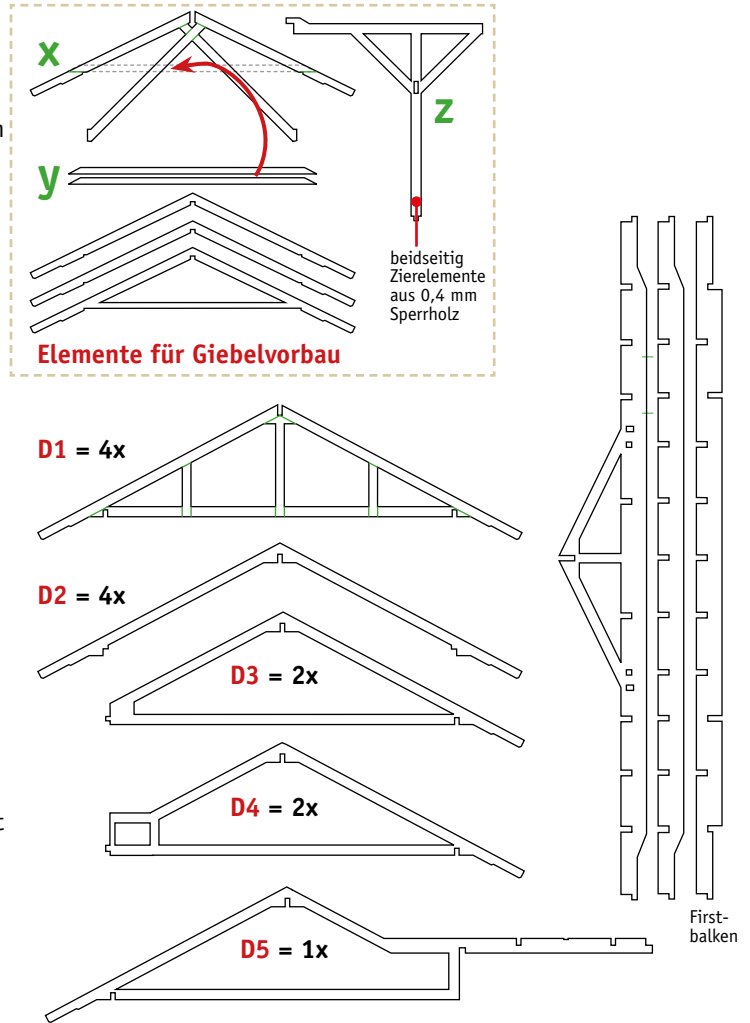 x
z
n
y
beidseitig
Zierelemente
aus 0,4 mm
Sperrholz
Elemente für Giebelvorbau
D1 = 4x
D2 = 4x
D3 = 2x
D4 = 2x
t
First-
balken
D5 = 1x